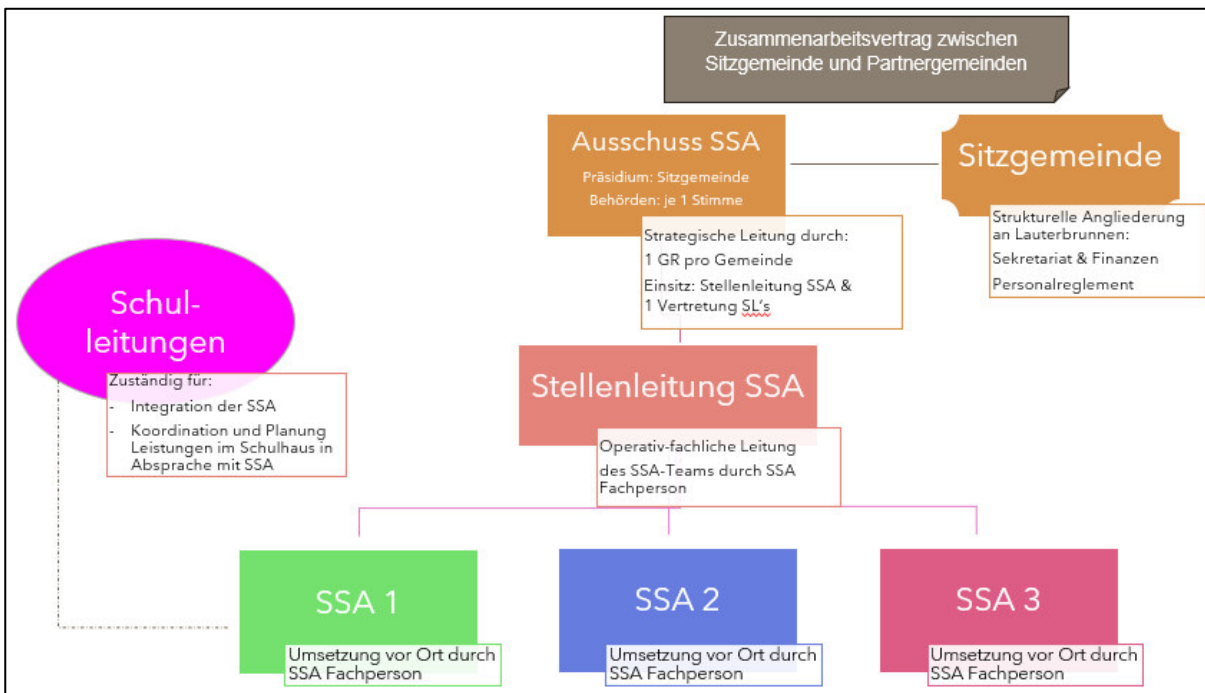 Zusammenarbeitsvertrag zwischen
Sitzgemeinde und Partnergemeinden
Ausschuss SSA
Präsidium: Sitzgemeinde
Behörden: je 1 Stimme
Sitzgemeinde
Strategische Leitung durch:
1 GR pro Gemeinde
Einsitz: Stellenleitung SSA &
1 Vertretung SL's
Strukturelle Angliederung
an Lauterbrunnen:
Sekretariat & Finanzen
Personalreglement
Schul-
leitungen
Zuständig für:
- Integration der SSA
- Koordination und Planung
Leistungen im Schulhaus in
Absprache mit SSA
Stellenleitung SSA
Operativ-fachliche Leitung
des SSA-Teams durch SSA
Fachperson
SSA 1
Umsetzung vor Ort durch
SSA Fachperson
SSA 2
Umsetzung vor Ort durch
SSA Fachperson
SSA 3
Umsetzung vor Ort durch
SSA Fachperson